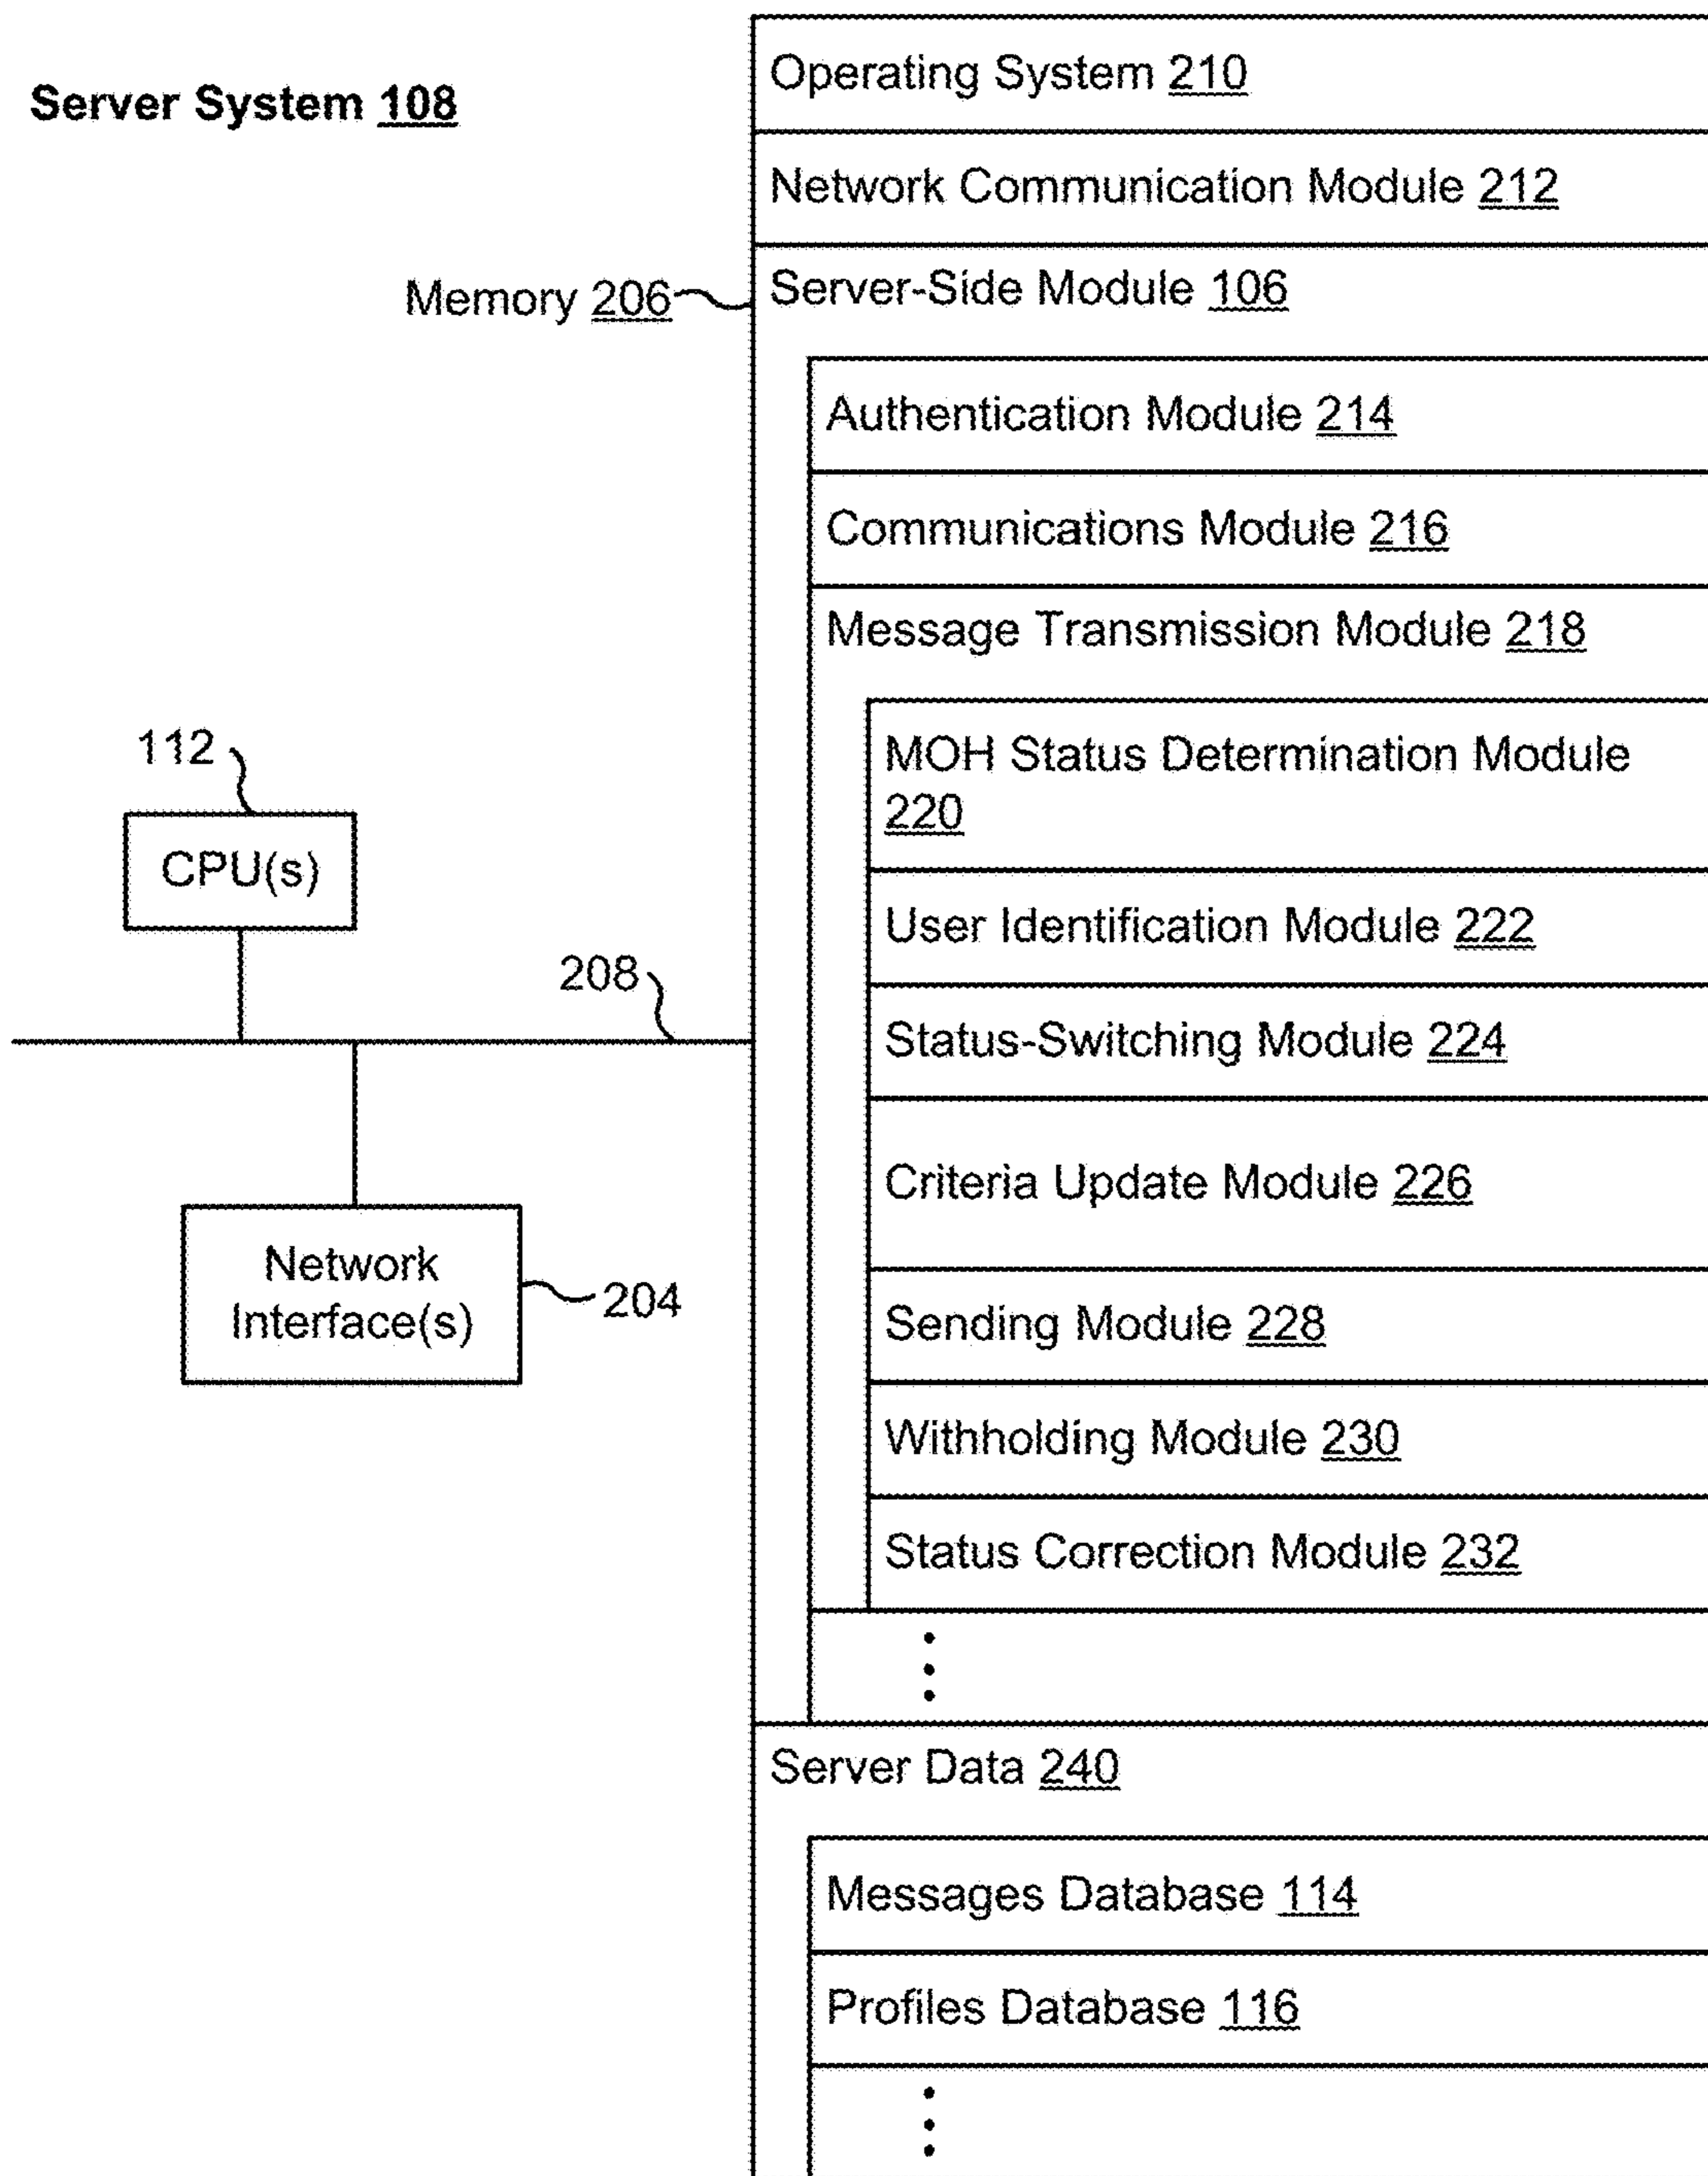 Server System 108
Operating System 210
Network Communication Module 212
Memory 206
Server-Side Module 106
Authentication Module 214
Communications Module 216
Message Transmission Module 218
MOH Status Determination Module
220
User Identification Module 222
Status-Switching Module 224
Criteria Update Module 226
Sending Module 228
Withholding Module 230
Status Correction Module 232
Server Data 240
Messages Database 114
Profiles Database 116
112
CPU(s)
208
Network
Interface(s)
204